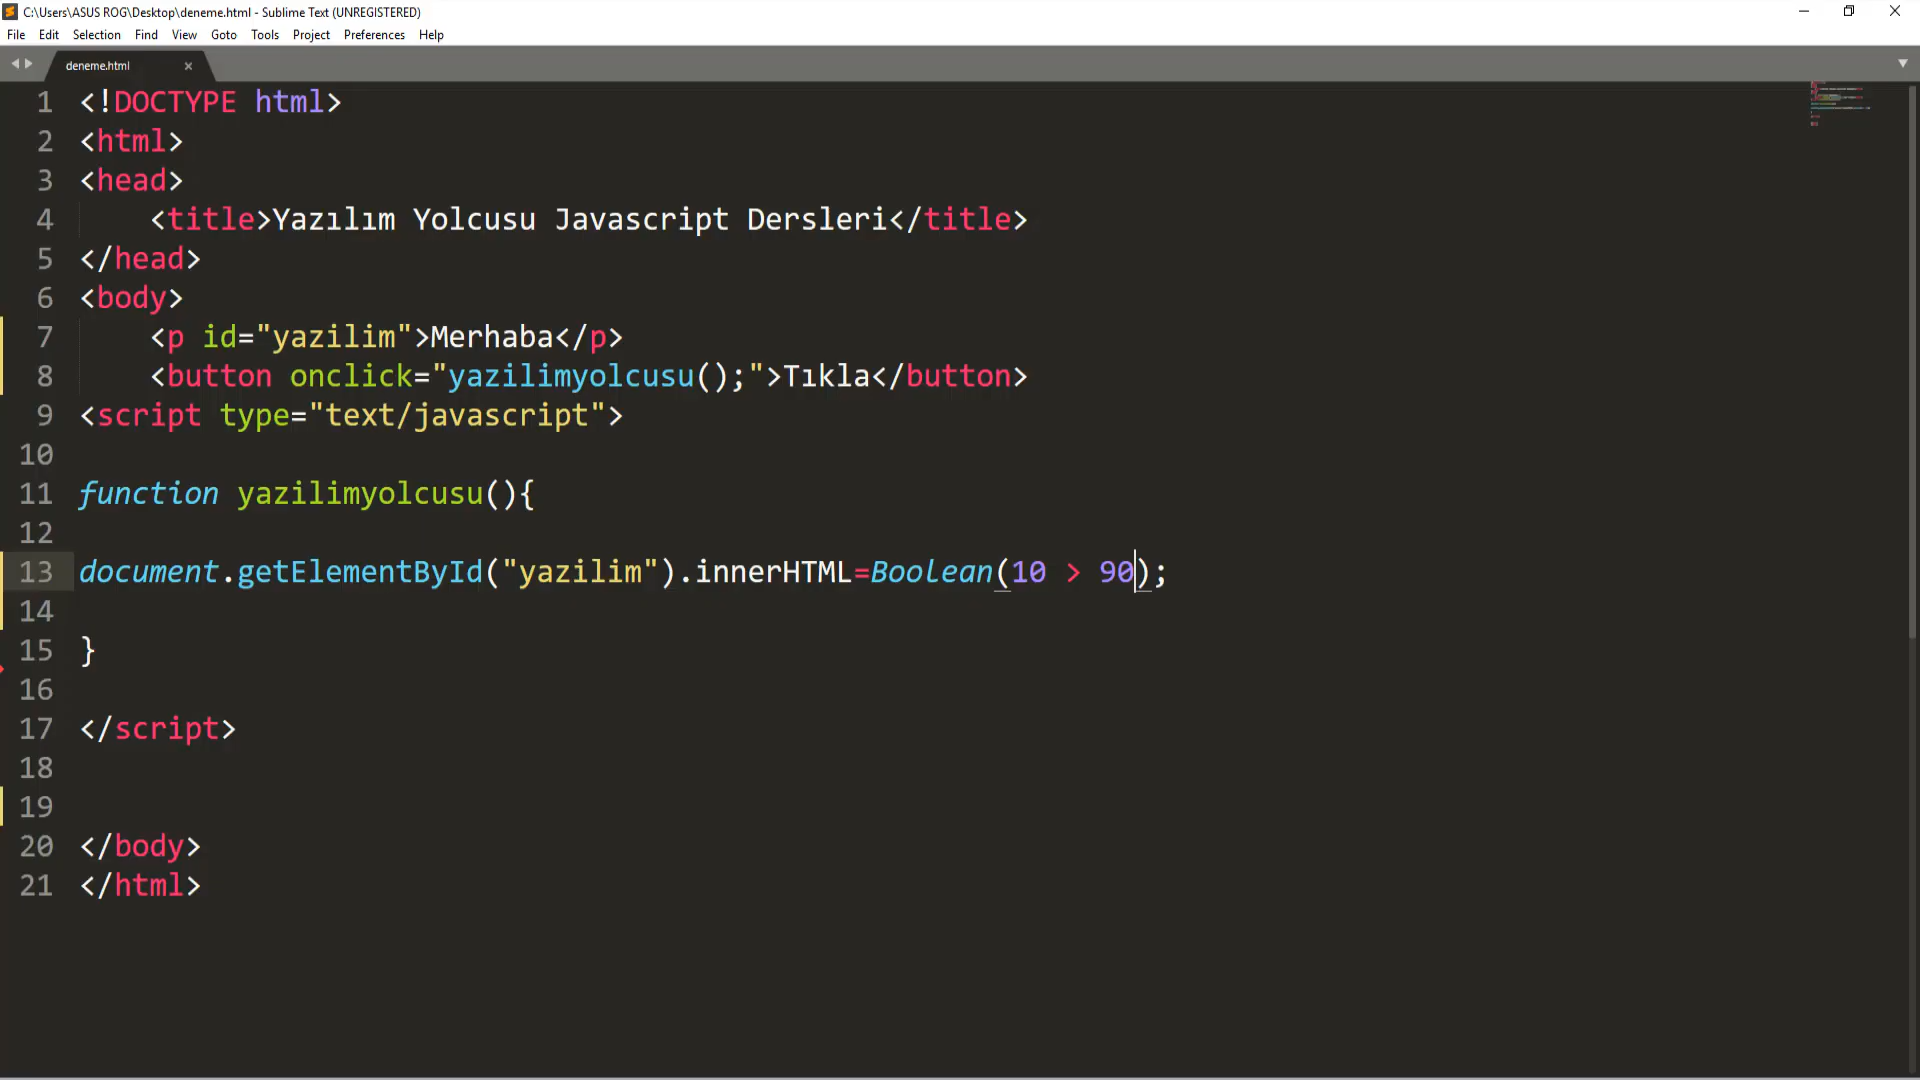 C:\Users\ASUS ROG\Desktop\deneme.html - Sublime Text (UNREGISTERED)
File Edit Selection Find View Goto Tools Project Preferences Help
deneme.html
1 <!DOCTYPE html>
2 <html>
3 <head>
4 <title>Yazılım Yolcusu Javascript Dersleri</title>
5 </head>
6 <body>
7 <p id="yazilim">Merhaba</p>
8 <button onclick="yazilimyolcusu();">Tıkla</button>
9 <script type="text/javascript">
10
11 function yazilimyolcusu(){
12
13 document.getElementById("yazilim").innerHTML=Boolean(10 > 90);
14
15 }
16
17 </script>
18
19
20 </body>
21 </html>